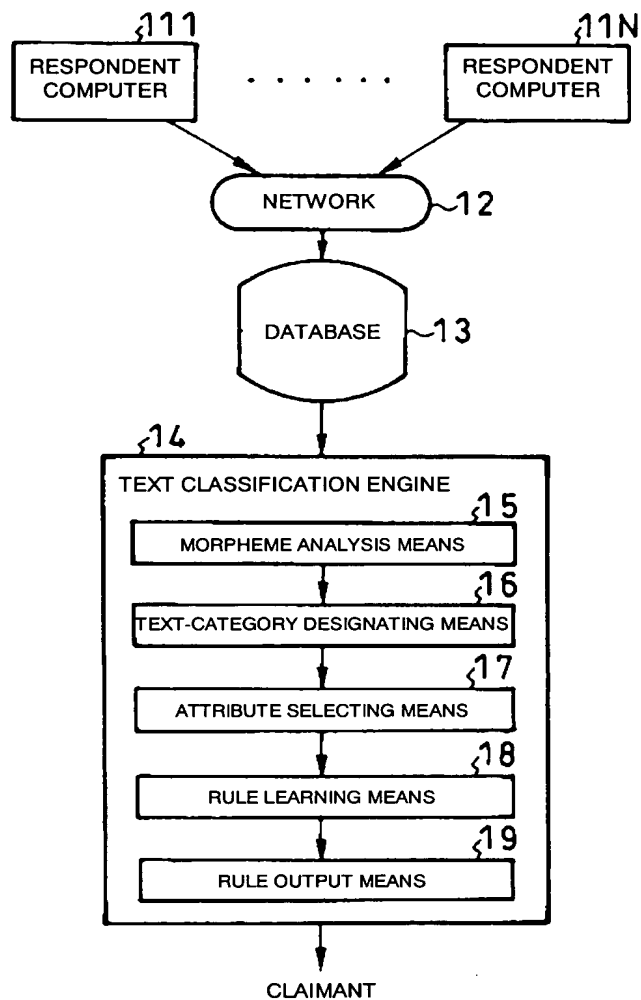 111
RESPONDENT
COMPUTER
. . . . . .
11N
RESPONDENT
COMPUTER
NETWORK
12
DATABASE
13
14
TEXT CLASSIFICATION ENGINE
15
MORPHEME ANALYSIS MEANS
16
TEXT-CATEGORY DESIGNATING MEANS
17
ATTRIBUTE SELECTING MEANS
18
RULE LEARNING MEANS
19
RULE OUTPUT MEANS
CLAIMANT